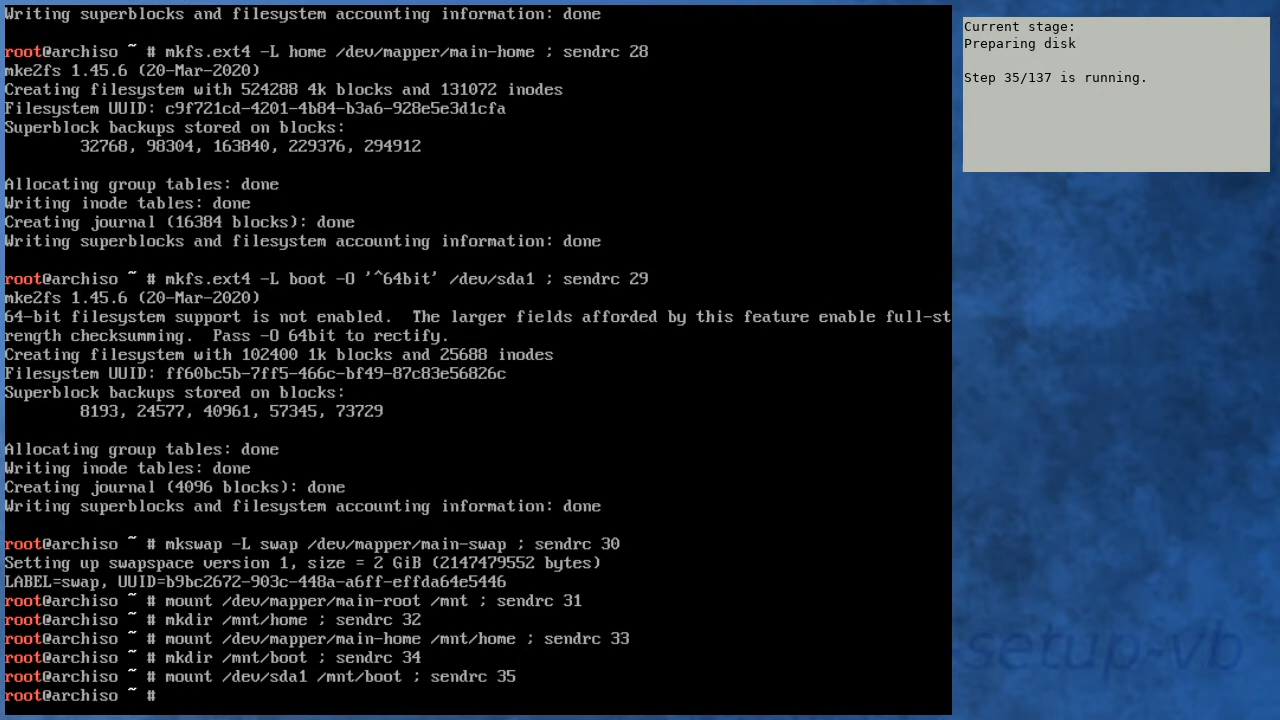 Writing superblocks and filesystem accounting information: done
root@archiso ~ # mkfs.ext4 -L home /dev/mapper/main-home ; sendrc 28
mke2fs 1.45.6 (20-Mar-2020)
Creating filesystem with 524288 4k blocks and 131072 inodes
Filesystem UUID: c9f721cd-4201-4b84-b3a6-928e5e3d1cfa
Superblock backups stored on blocks:
        32768, 98304, 163840, 229376, 294912
Allocating group tables: done
Writing inode tables: done
Creating journal (16384 blocks): done
Writing superblocks and filesystem accounting information: done
root@archiso ~ # mkfs.ext4 -L boot -O '^64bit' /dev/sda1 ; sendrc 29
mke2fs 1.45.6 (20-Mar-2020)
64-bit filesystem support is not enabled.  The larger fields afforded by this feature enable full-st
rength checksumming.  Pass -O 64bit to rectify.
Creating filesystem with 102400 1k blocks and 25688 inodes
Filesystem UUID: ff60bc5b-7ff5-466c-bf49-87c83e56826c
Superblock backups stored on blocks:
        8193, 24577, 40961, 57345, 73729
Allocating group tables: done
Writing inode tables: done
Creating journal (4096 blocks): done
Writing superblocks and filesystem accounting information: done
root@archiso ~ # mkswap -L swap /dev/mapper/main-swap ; sendrc 30
Setting up swapspace version 1, size = 2 GiB (2147479552 bytes)
LABEL=swap, UUID=b9bc2672-903c-448a-a6ff-effda64e5446
root@archiso ~ # mount /dev/mapper/main-root /mnt ; sendrc 31
root@archiso ~ # mkdir /mnt/home ; sendrc 32
root@archiso ~ # mount /dev/mapper/main-home /mnt/home ; sendrc 33
root@archiso ~ # mkdir /mnt/boot ; sendrc 34
root@archiso ~ # mount /dev/sda1 /mnt/boot ; sendrc 35
root@archiso ~ #
Current stage:
Preparing disk
Step 35/137 is running.
setup-vb